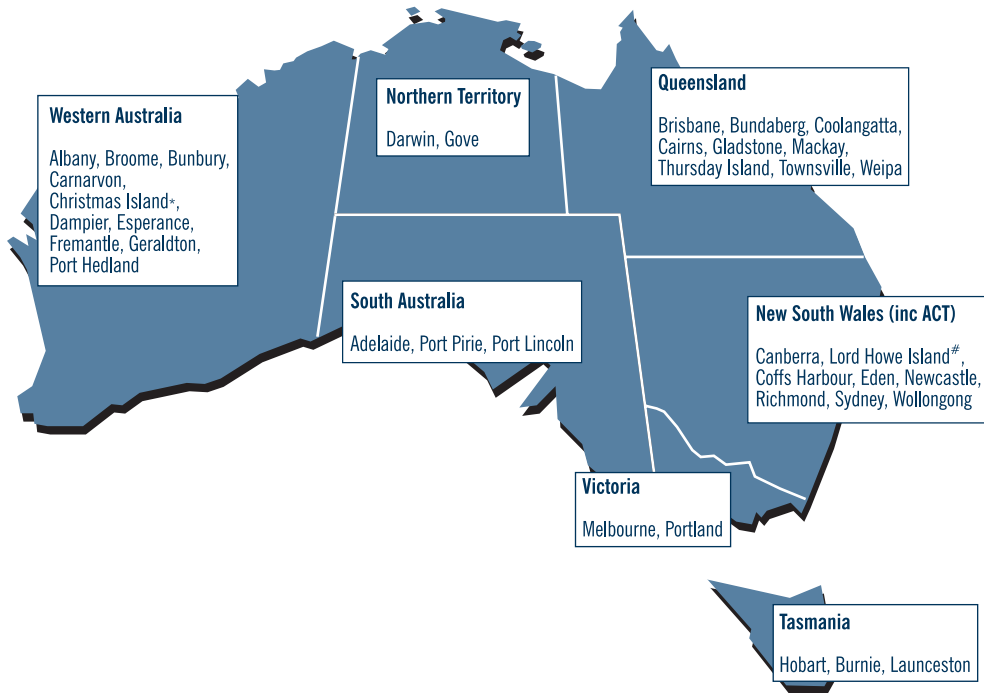 Western Australia
Albany, Broome, Bunbury,
Carnarvon,
Christmas Island*,
Dampier, Esperance,
Fremantle, Geraldton,
Port Hedland
Northern Territory
Darwin, Gove
Queensland
Brisbane, Bundaberg, Coolangatta,
Cairns, Gladstone, Mackay,
Thursday Island, Townsville, Weipa
South Australia
Adelaide, Port Pirie, Port Lincoln
New South Wales (inc ACT)
Canberra, Lord Howe Island#,
Coffs Harbour, Eden, Newcastle,
Richmond, Sydney, Wollongong
Victoria
Melbourne, Portland
Tasmania
Hobart, Burnie, Launceston